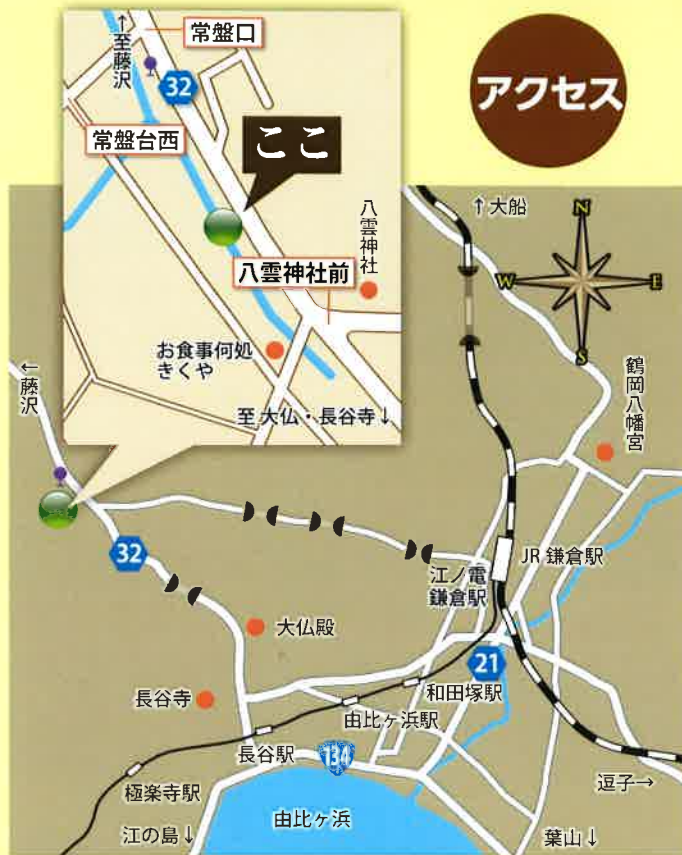 アクセス
常盤口
↑至藤沢
32
常盤台西
ここ
八雲神社
八雲神社前
お食事何処
きくや
至 大仏・長谷寺↓
↑大船
N
W
E
S
←藤沢
鶴岡八幡宮
32
JR 鎌倉駅
江ノ電
鎌倉駅
大仏殿
21
長谷寺
和田塚駅
由比ヶ浜駅
長谷駅
134
極楽寺駅
逗子→
由比ヶ浜
江の島↓
葉山↓